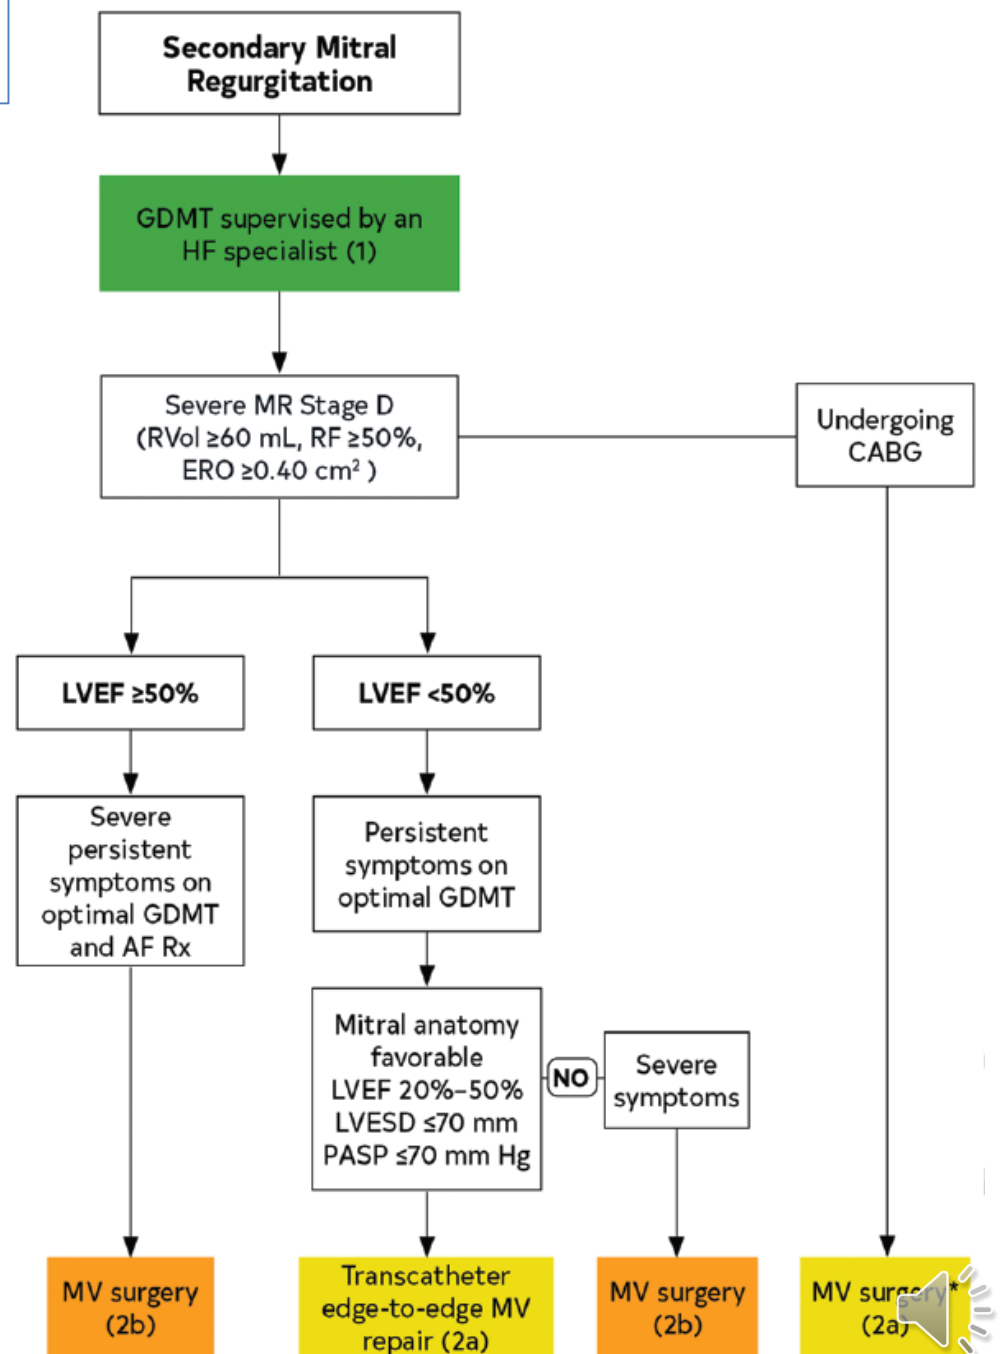 Secondary Mitral
Regurgitation
GDMT supervised by an
HF specialist (1)
Severe MR Stage D
(RVol ≥60 mL, RF ≥50%,
ERO ≥0.40 cm² )
Undergoing
CABG
LVEF ≥50%
LVEF <50%
Severe
persistent
symptoms on
optimal GDMT
and AF Rx
Persistent
symptoms on
optimal GDMT
Mitral anatomy
favorable
LVEF 20%–50%
LVESD ≤70 mm
PASP ≤70 mm Hg
NO
Severe
symptoms
MV surgery
(2b)
Transcatheter
edge-to-edge MV
repair (2a)
MV surgery
(2b)
MV surgery*
(2a)